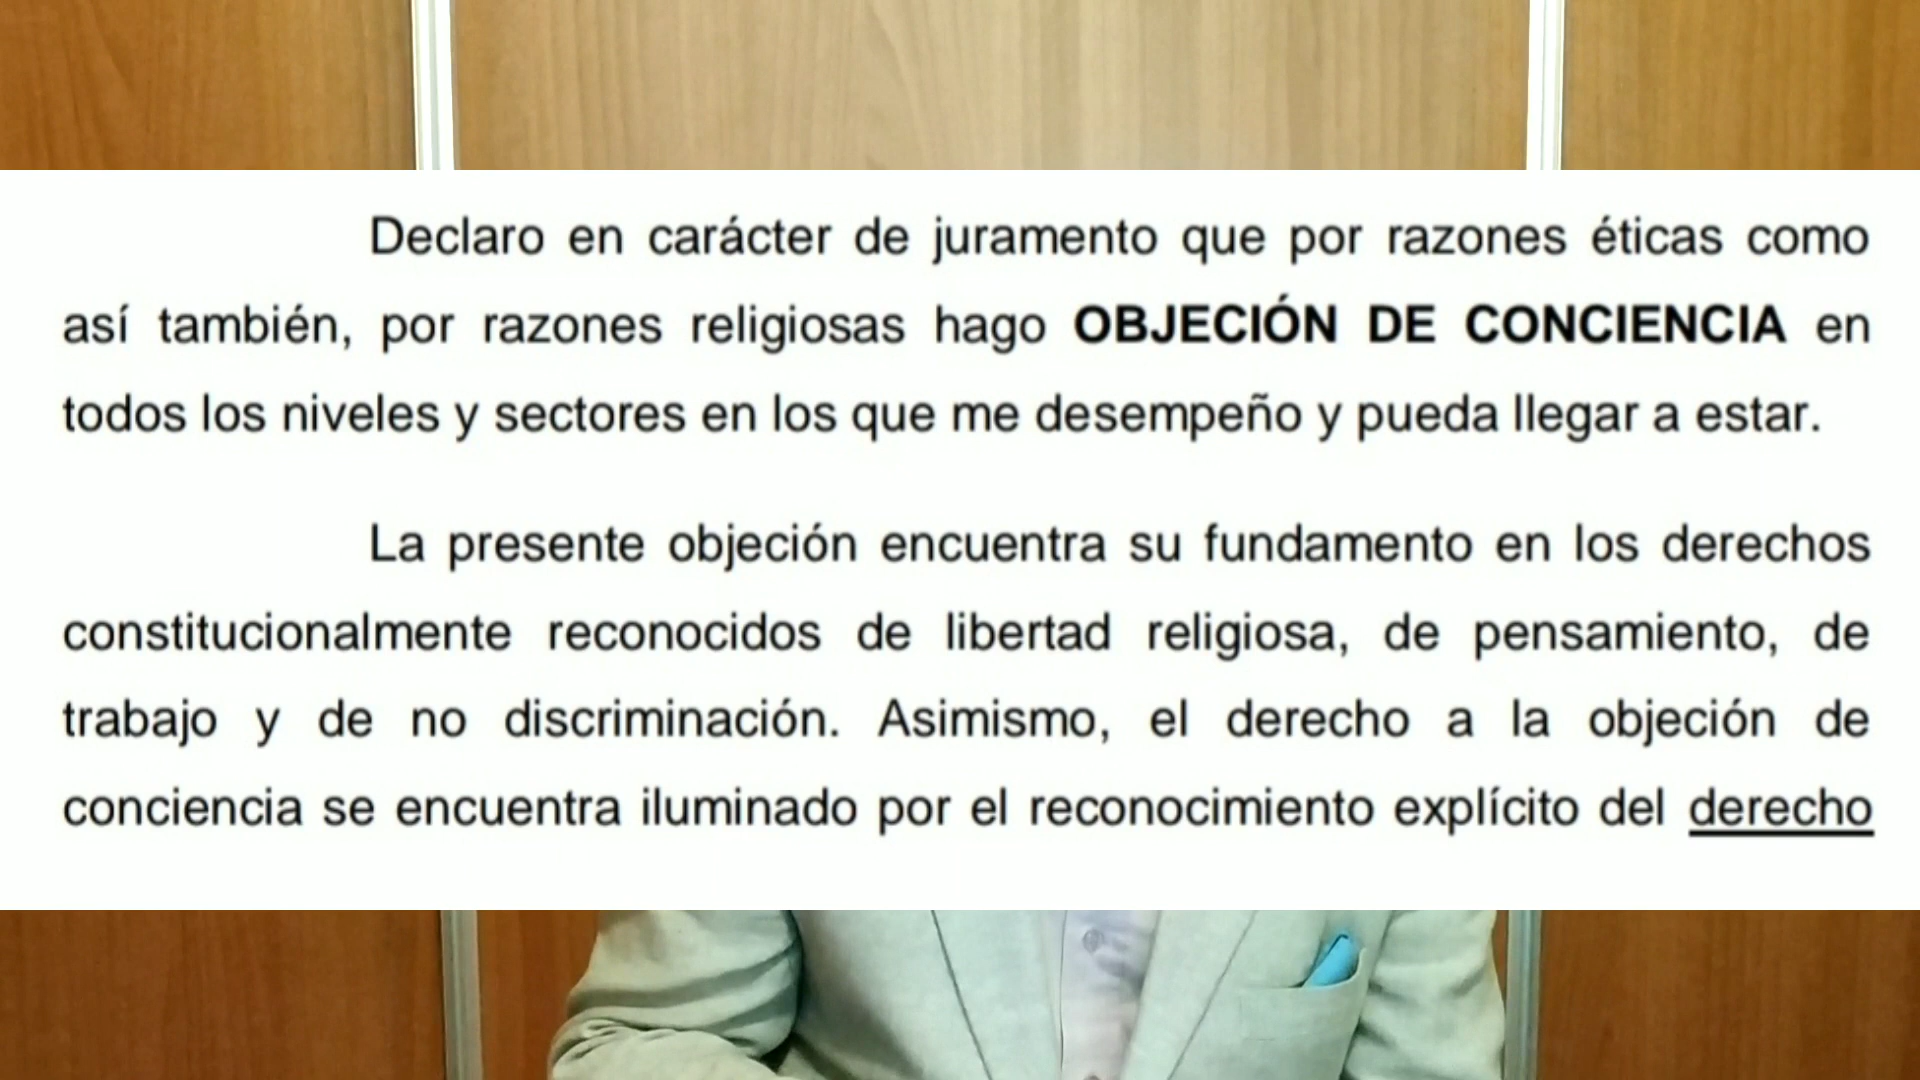 Declaro en carácter de juramento que por razones éticas como
así también, por razones religiosas hago OBJECIÓN DE CONCIENCIA en
todos los niveles y sectores en los que me desempeño y pueda llegar a estar.
La presente objeción encuentra su fundamento en los derechos
constitucionalmente reconocidos de libertad religiosa, de pensamiento, de
trabajo y de no discriminación. Asimismo, el derecho a la objeción de
conciencia se encuentra iluminado por el reconocimiento explícito del derecho